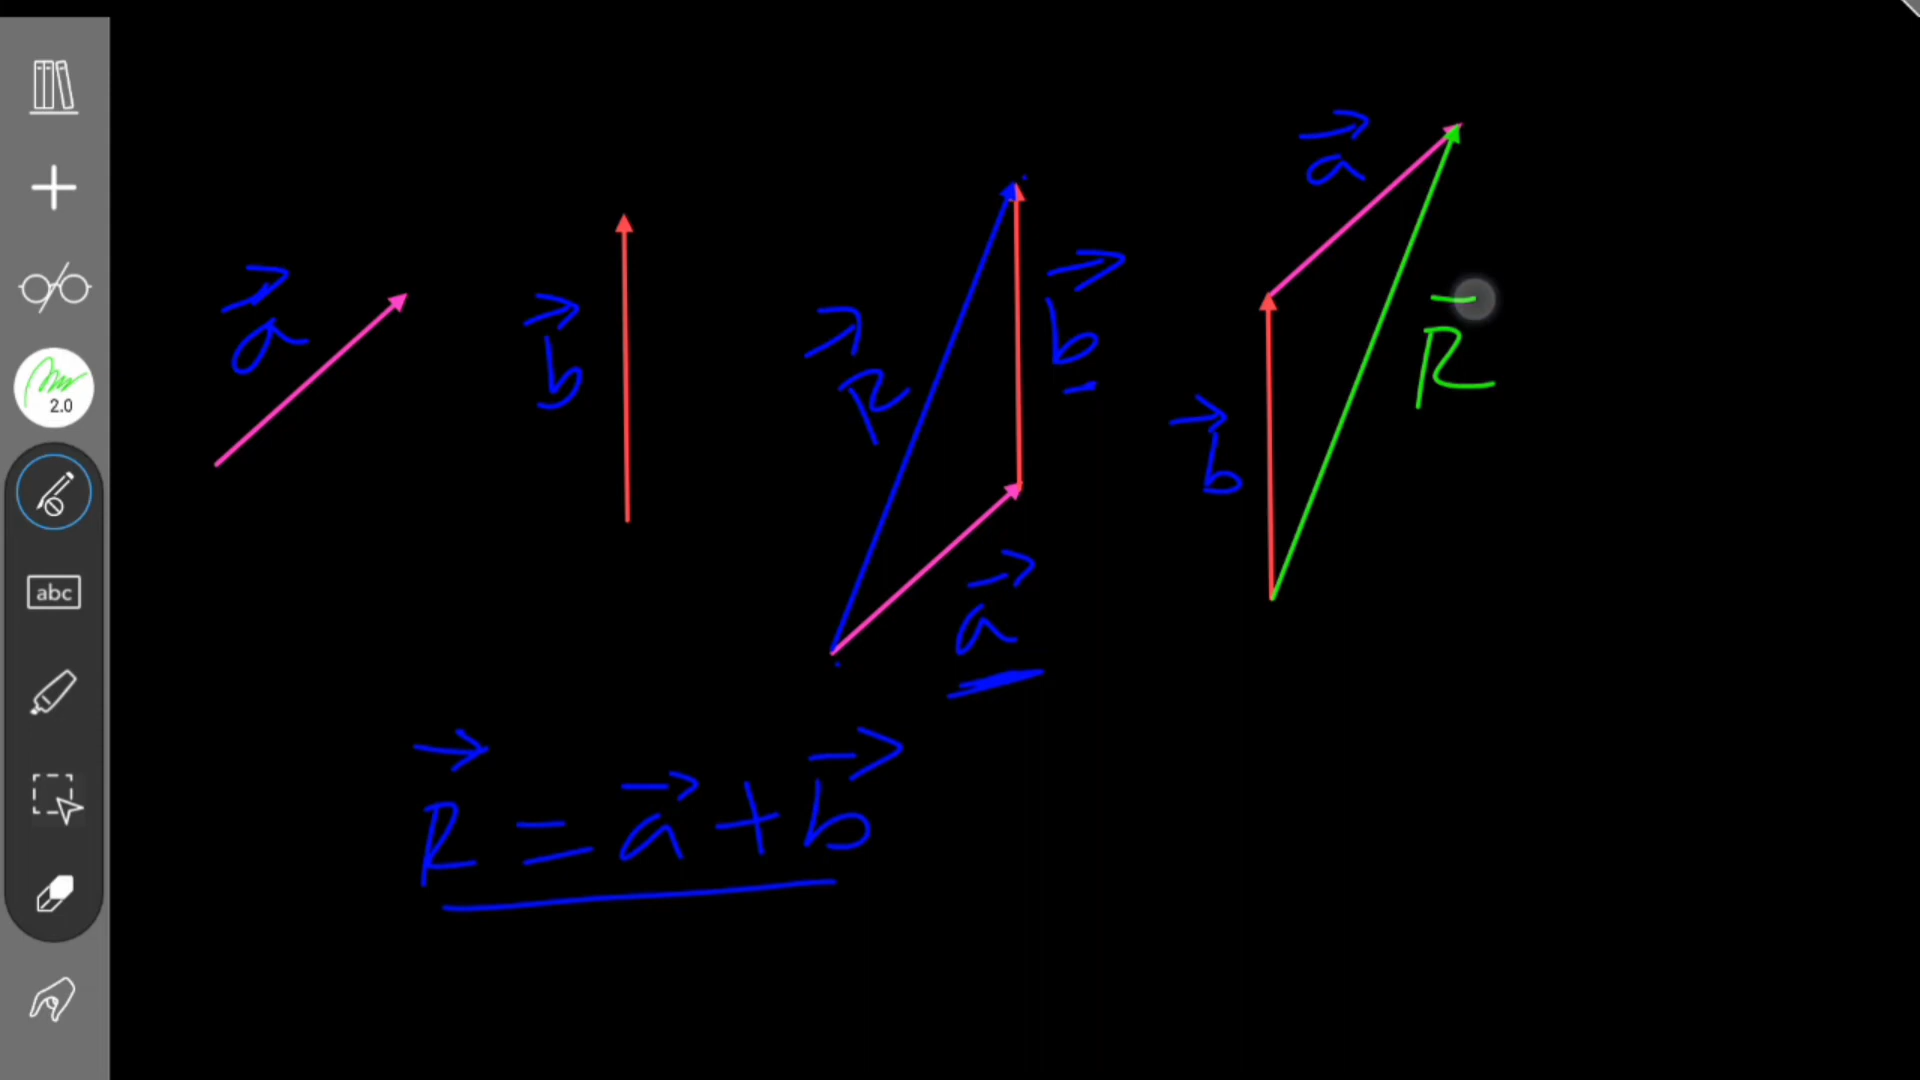 a⃗
b⃗
R⃗
b⃗
a⃗
a⃗
b⃗
R̅
R⃗ = a⃗ + b⃗
2.0
abc